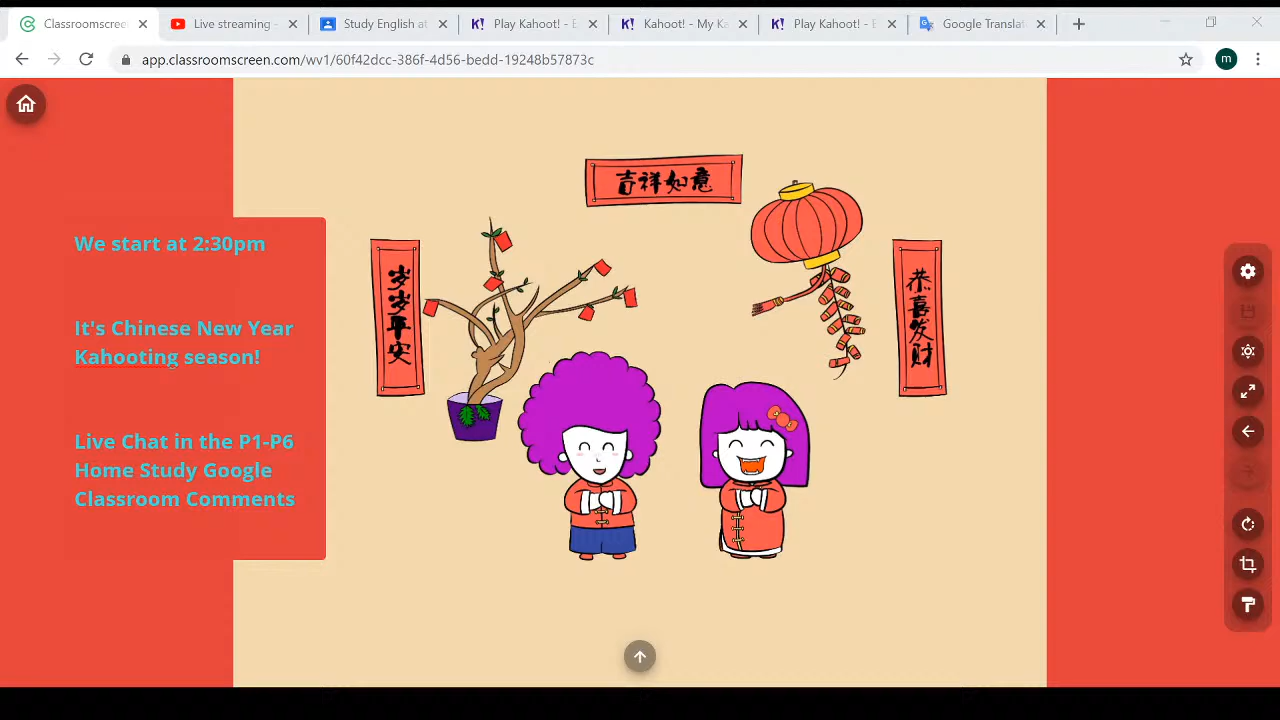 Classroomscree
Live streaming -
Study English at
Play Kahoot! - E
Kahoot! - My Ka
Play Kahoot! - E
Google Translat
app.classroomscreen.com/wv1/60f42dcc-386f-4d56-bedd-19248b57873c
m
吉祥如意
岁岁平安
恭喜发财
We start at 2:30pm
It's Chinese New Year
Kahooting season!
Live Chat in the P1-P6
Home Study Google
Classroom Comments